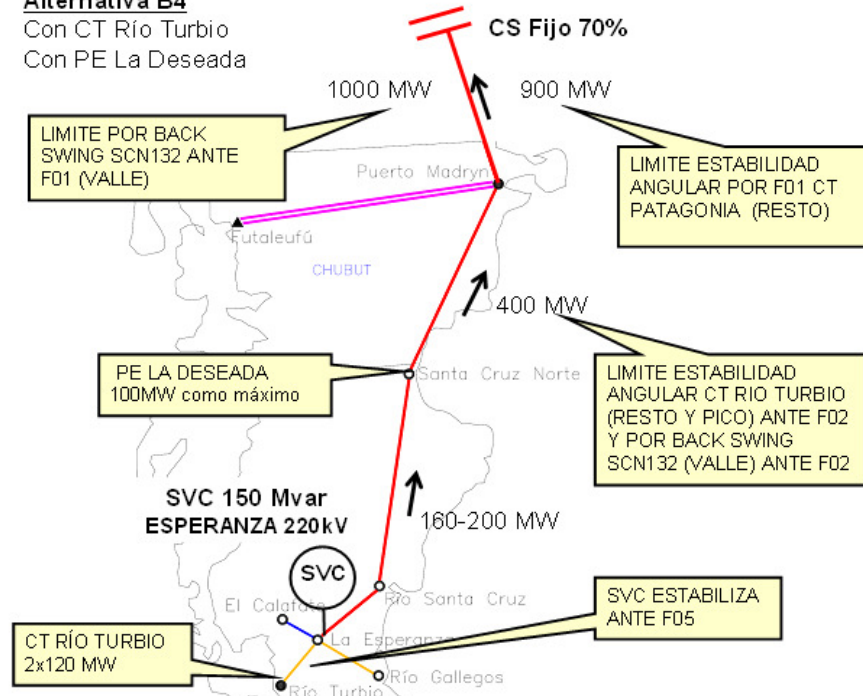 Alternativa B4
Con CT Río Turbio
Con PE La Deseada
CS Fijo 70%
1000 MW
900 MW
LIMITE POR BACK
SWING SCN132 ANTE
F01 (VALLE)
Puerto Madryn
LIMITE ESTABILIDAD
ANGULAR POR F01 CT
PATAGONIA (RESTO)
Futaleufú
CHUBUT
400 MW
PE LA DESEADA
100MW como máximo
Santa Cruz Norte
LIMITE ESTABILIDAD
ANGULAR CT RIO TURBIO
(RESTO Y PICO) ANTE F02
Y POR BACK SWING
SCN132 (VALLE) ANTE F02
SVC 150 Mvar
ESPERANZA 220kV
160-200 MW
SVC
El Calafate
Río Santa Cruz
SVC ESTABILIZA
ANTE F05
La Esperanza
CT RÍO TURBIO
2x120 MW
Río Gallegos
Río Turbio